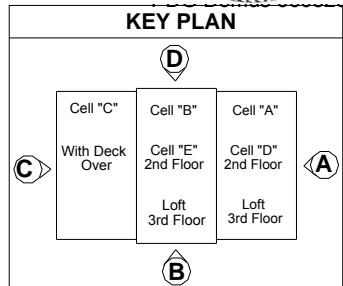 KEY PLAN
D
Cell "C"
With Deck
Over
Cell "B"
Cell "E"
2nd Floor
Loft
3rd Floor
Cell "A"
Cell "D"
2nd Floor
Loft
3rd Floor
C
A
B